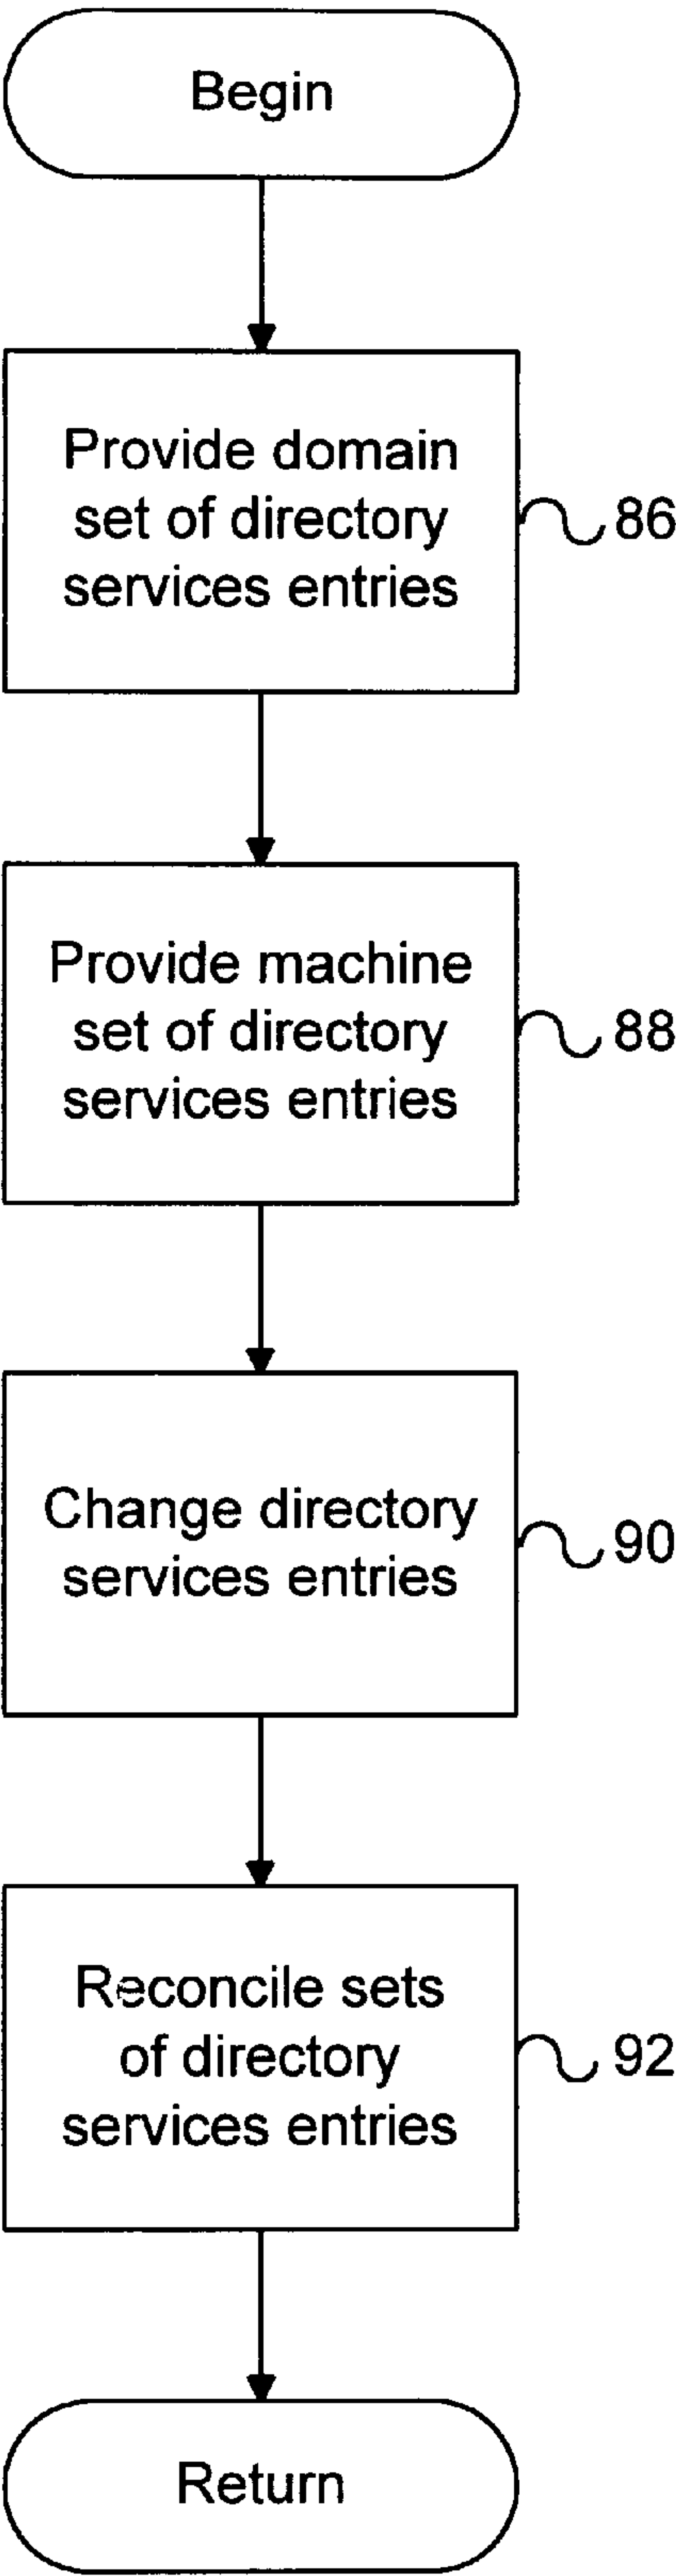 Begin
Provide domain
set of directory
services entries
86
Provide machine
set of directory
services entries
88
Change directory
services entries
90
Reconcile sets
of directory
services entries
92
Return